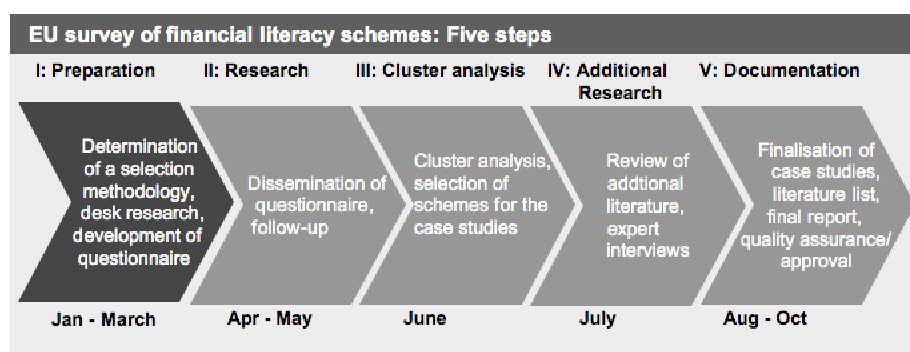 EU survey of financial literacy schemes: Five steps
I: Preparation
II: Research
III: Cluster analysis
IV: Additional
Research
V: Documentation
Determination
of a selection
methodology,
desk research,
development of
questionnaire
Dissemination of
questionnaire,
follow-up
Cluster analysis,
selection of
schemes for the
case studies
Review of
addtional
literature,
expert
interviews
Finalisation of
case studies,
literature list,
final report,
quality assurance/
approval
Jan - March
Apr - May
June
July
Aug - Oct